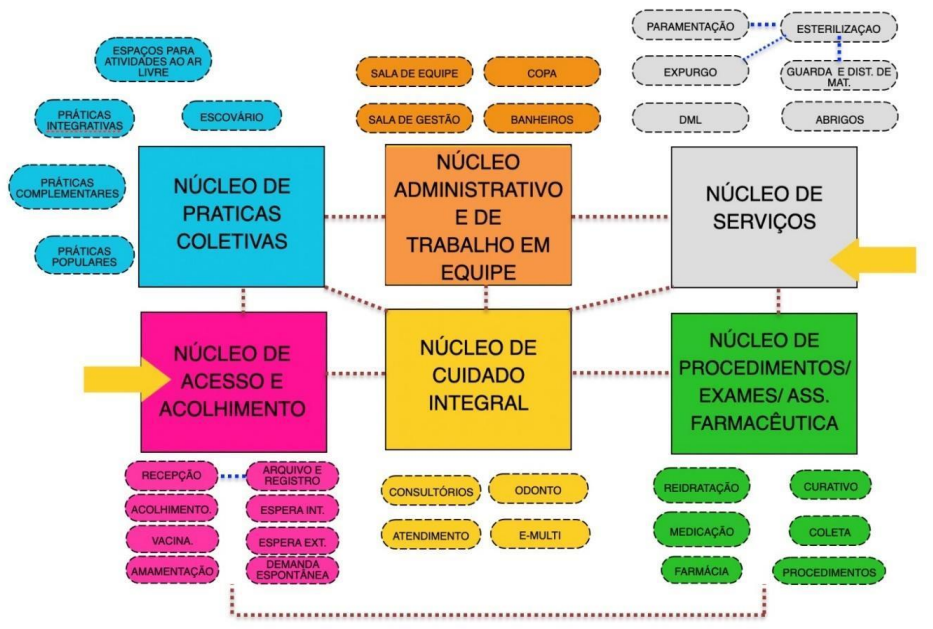 ESPAÇOS PARA
ATIVIDADES AO AR
LIVRE
PRÁTICAS
INTEGRATIVAS
ESCOVÁRIO
PRÁTICAS
COMPLEMENTARES
PRÁTICAS
POPULARES
NÚCLEO DE
PRATICAS
COLETIVAS
SALA DE EQUIPE
COPA
SALA DE GESTÃO
BANHEIROS
NÚCLEO
ADMINISTRATIVO
E DE
TRABALHO EM
EQUIPE
PARAMENTAÇÃO
ESTERILIZAÇAO
EXPURGO
GUARDA E DIST. DE
MAT.
DML
ABRIGOS
NÚCLEO DE
SERVIÇOS
NÚCLEO DE
ACESSO E
ACOLHIMENTO
RECEPÇÃO
ARQUIVO E
REGISTRO
ACOLHIMENTO.
ESPERA INT.
VACINA.
ESPERA EXT.
AMAMENTAÇÃO
DEMANDA
ESPONTÂNEA
NÚCLEO DE
CUIDADO
INTEGRAL
CONSULTÓRIOS
ODONTO
ATENDIMENTO
E-MULTI
NÚCLEO DE
PROCEDIMENTOS/
EXAMES/ ASS.
FARMACÊUTICA
REIDRATAÇÃO
CURATIVO
MEDICAÇÃO
COLETA
FARMÁCIA
PROCEDIMENTOS